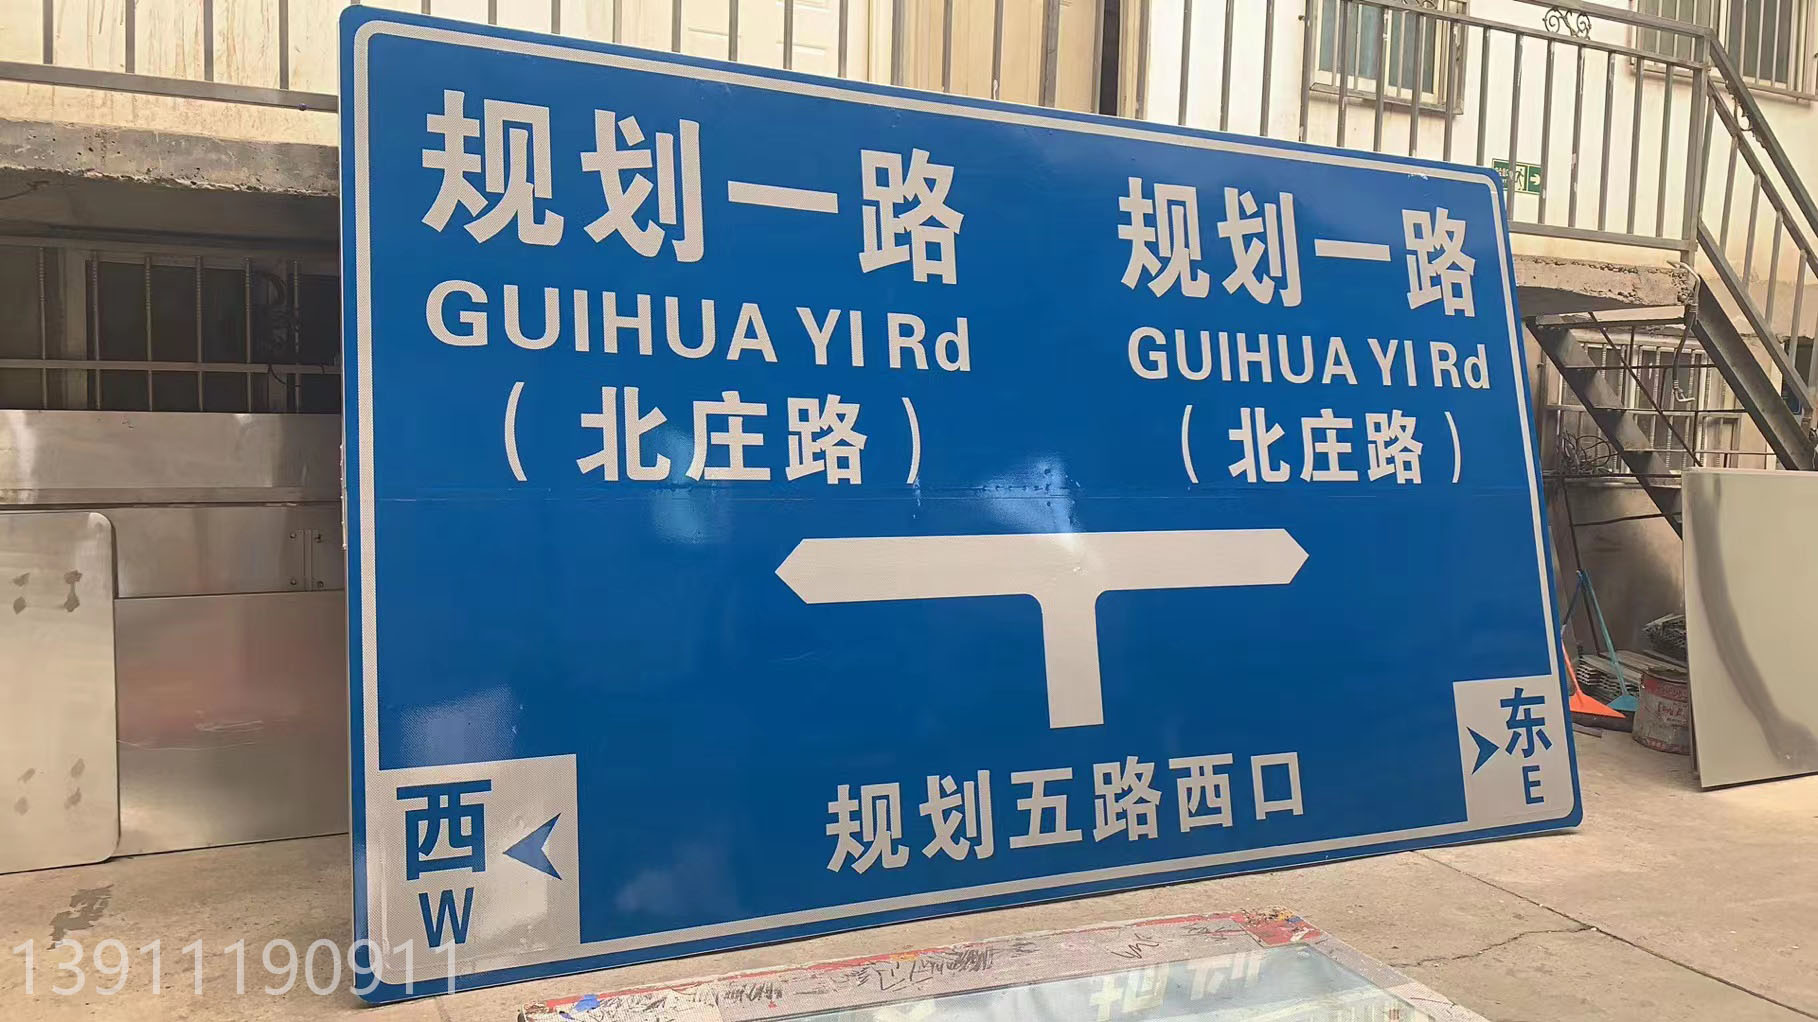 规划一路
GUIHUA YI Rd
（北庄路）
规划一路
GUIHUA YI Rd
（北庄路）
规划五路西口
西
W
东
E
13911190911